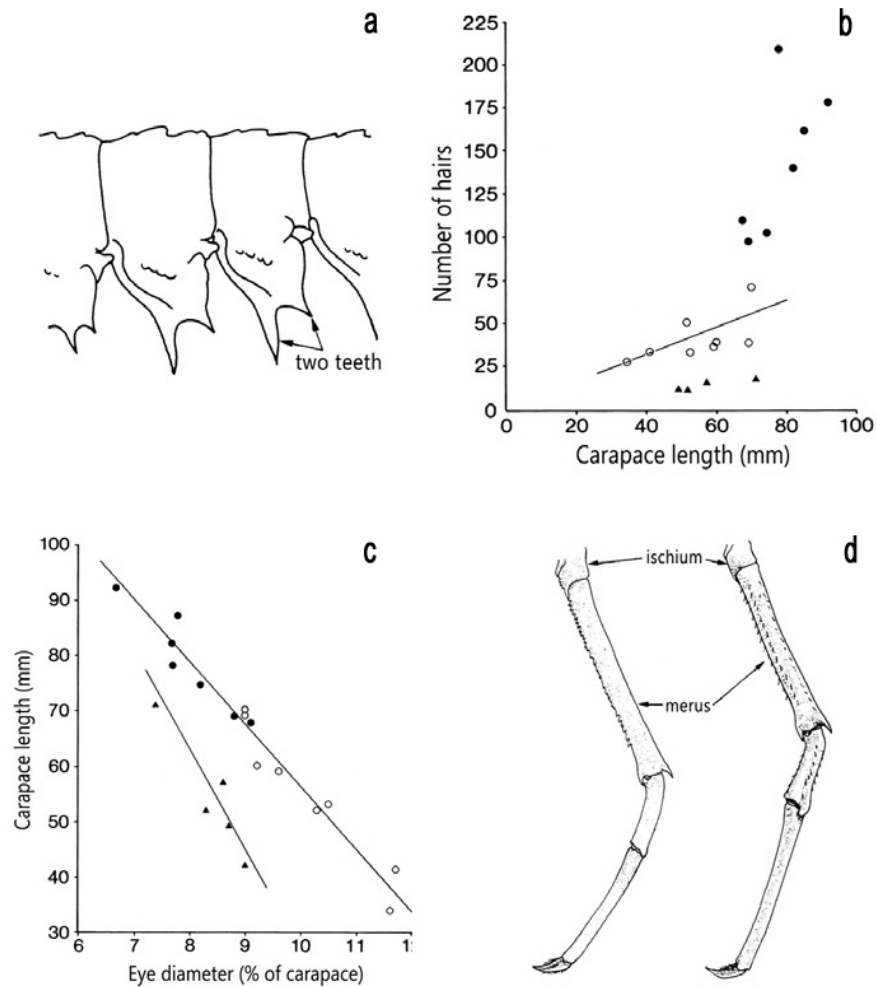 a
two teeth
b
225
200
175
150
125
100
75
50
25
0
Number of hairs
0 20 40 60 80 100
Carapace length (mm)
c
100
90
80
70
60
50
40
30
Carapace length (mm)
6 7 8 9 10 11
Eye diameter (% of carapace)
d
ischium
merus